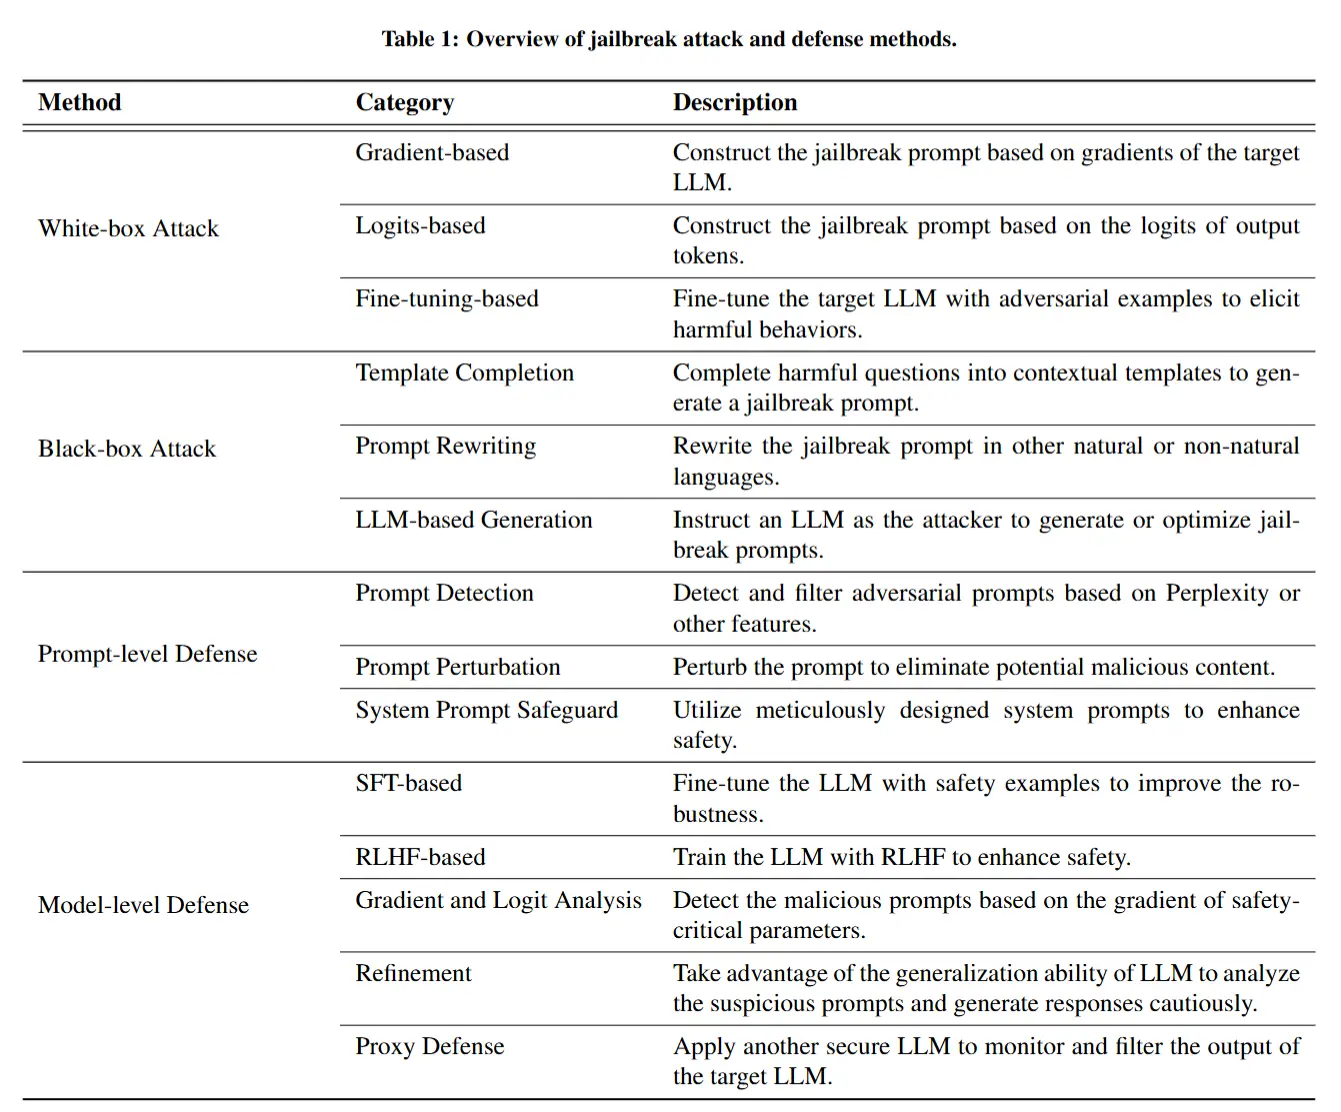 Table 1: Overview of jailbreak attack and defense methods.
Method Category Description
Gradient-based Construct the jailbreak prompt based on gradients of the target
LLM.
White-box Attack
Logits-based Construct the jailbreak prompt based on the logits of output
tokens.
Fine-tuning-based Fine-tune the target LLM with adversarial examples to elicit
harmful behaviors.
Template Completion Complete harmful questions into contextual templates to gen-
erate a jailbreak prompt.
Black-box Attack
Prompt Rewriting Rewrite the jailbreak prompt in other natural or non-natural
languages.
LLM-based Generation Instruct an LLM as the attacker to generate or optimize jail-
break prompts.
Prompt Detection Detect and filter adversarial prompts based on Perplexity or
other features.
Prompt-level Defense
Prompt Perturbation Perturb the prompt to eliminate potential malicious content.
System Prompt Safeguard Utilize meticulously designed system prompts to enhance
safety.
SFT-based Fine-tune the LLM with safety examples to improve the ro-
bustness.
RLHF-based Train the LLM with RLHF to enhance safety.
Model-level Defense
Gradient and Logit Analysis Detect the malicious prompts based on the gradient of safety-
critical parameters.
Refinement Take advantage of the generalization ability of LLM to analyze
the suspicious prompts and generate responses cautiously.
Proxy Defense Apply another secure LLM to monitor and filter the output of
the target LLM.